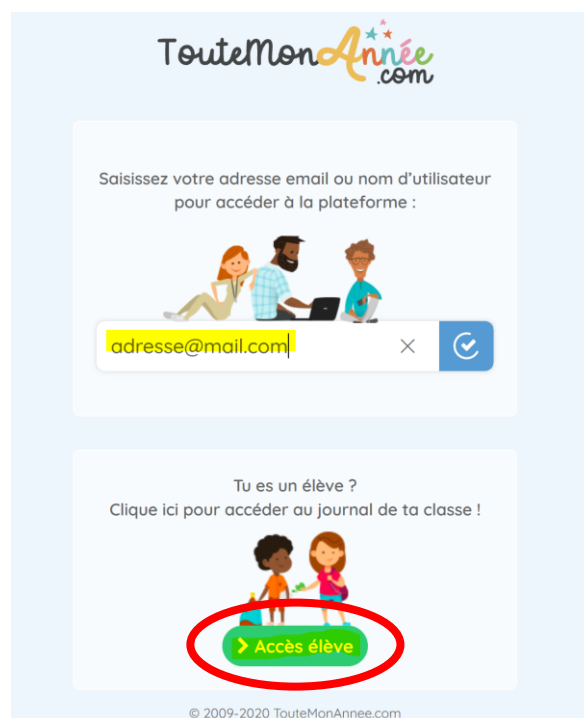 TouteMonAnnée
.com
Saisissez votre adresse email ou nom d'utilisateur
pour accéder à la plateforme :
adresse@mail.com
Tu es un élève ?
Clique ici pour accéder au journal de ta classe !
Accès élève
© 2009-2020 TouteMonAnnee.com